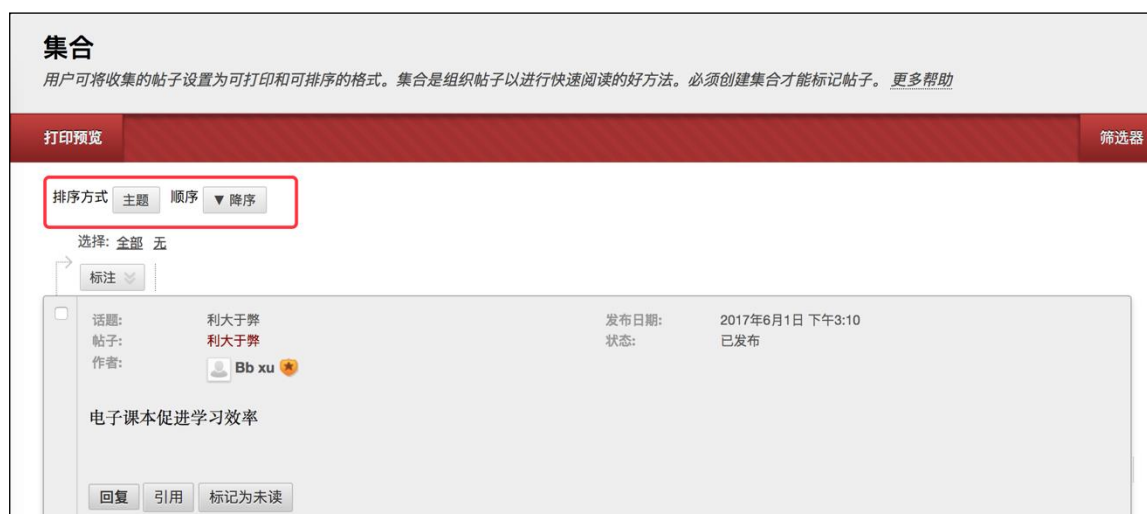 集合
用户可将收集的帖子设置为可打印和可排序的格式。集合是组织帖子以进行快速阅读的好方法。必须创建集合才能标记帖子。 更多帮助
打印预览 筛选器
排序方式 主题 顺序 ▼ 降序
选择: 全部 无
标注
话题: 利大于弊 发布日期: 2017年6月1日 下午3:10
帖子: 利大于弊 状态: 已发布
作者: Bb xu
电子课本促进学习效率
回复 引用 标记为未读